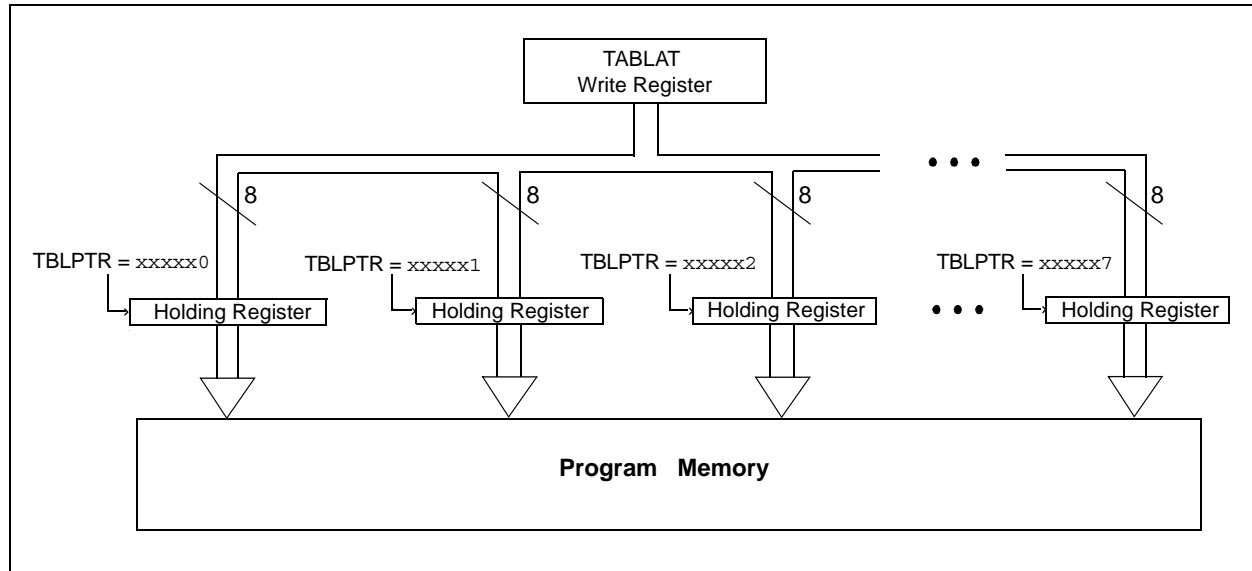 TABLAT
Write Register
8
8
8
8
TBLPTR = xxxxx0
TBLPTR = xxxxx1
TBLPTR = xxxxx2
TBLPTR = xxxxx7
Holding Register
Holding Register
Holding Register
Holding Register
Program Memory